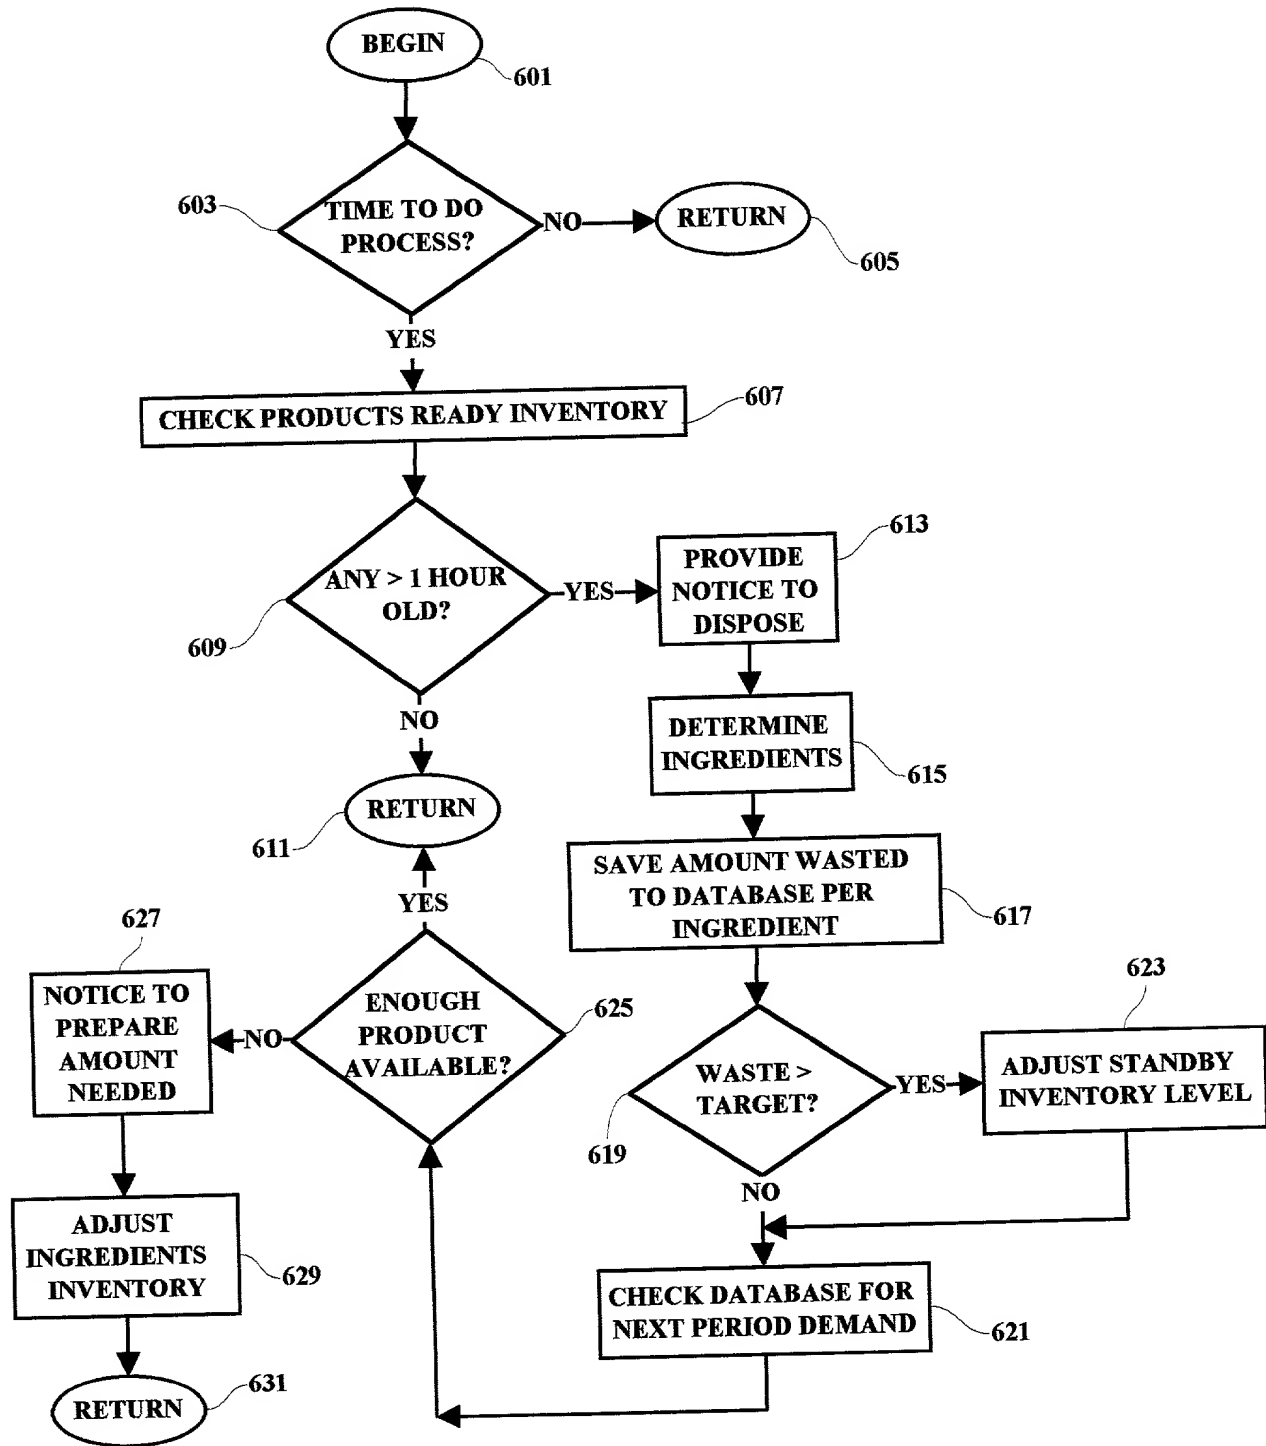 BEGIN
601
603
TIME TO DO
PROCESS?
NO
RETURN
605
YES
CHECK PRODUCTS READY INVENTORY
607
ANY > 1 HOUR
OLD?
609
YES
PROVIDE
NOTICE TO
DISPOSE
613
NO
DETERMINE
INGREDIENTS
615
RETURN
611
SAVE AMOUNT WASTED
TO DATABASE PER
INGREDIENT
617
YES
627
NOTICE TO
PREPARE
AMOUNT
NEEDED
NO
ENOUGH
PRODUCT
AVAILABLE?
625
WASTE >
TARGET?
619
YES
623
ADJUST STANDBY
INVENTORY LEVEL
NO
ADJUST
INGREDIENTS
INVENTORY
629
CHECK DATABASE FOR
NEXT PERIOD DEMAND
621
RETURN
631